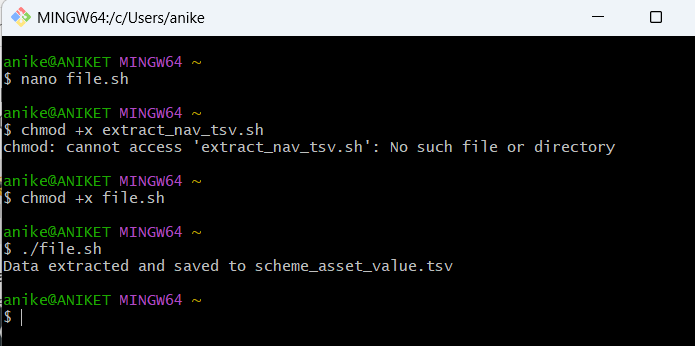 MINGW64:/c/Users/anike
anike@ANIKET MINGW64 ~
$ nano file.sh
anike@ANIKET MINGW64 ~
$ chmod +x extract_nav_tsv.sh
chmod: cannot access 'extract_nav_tsv.sh': No such file or directory
anike@ANIKET MINGW64 ~
$ chmod +x file.sh
anike@ANIKET MINGW64 ~
$ ./file.sh
Data extracted and saved to scheme_asset_value.tsv
anike@ANIKET MINGW64 ~
$